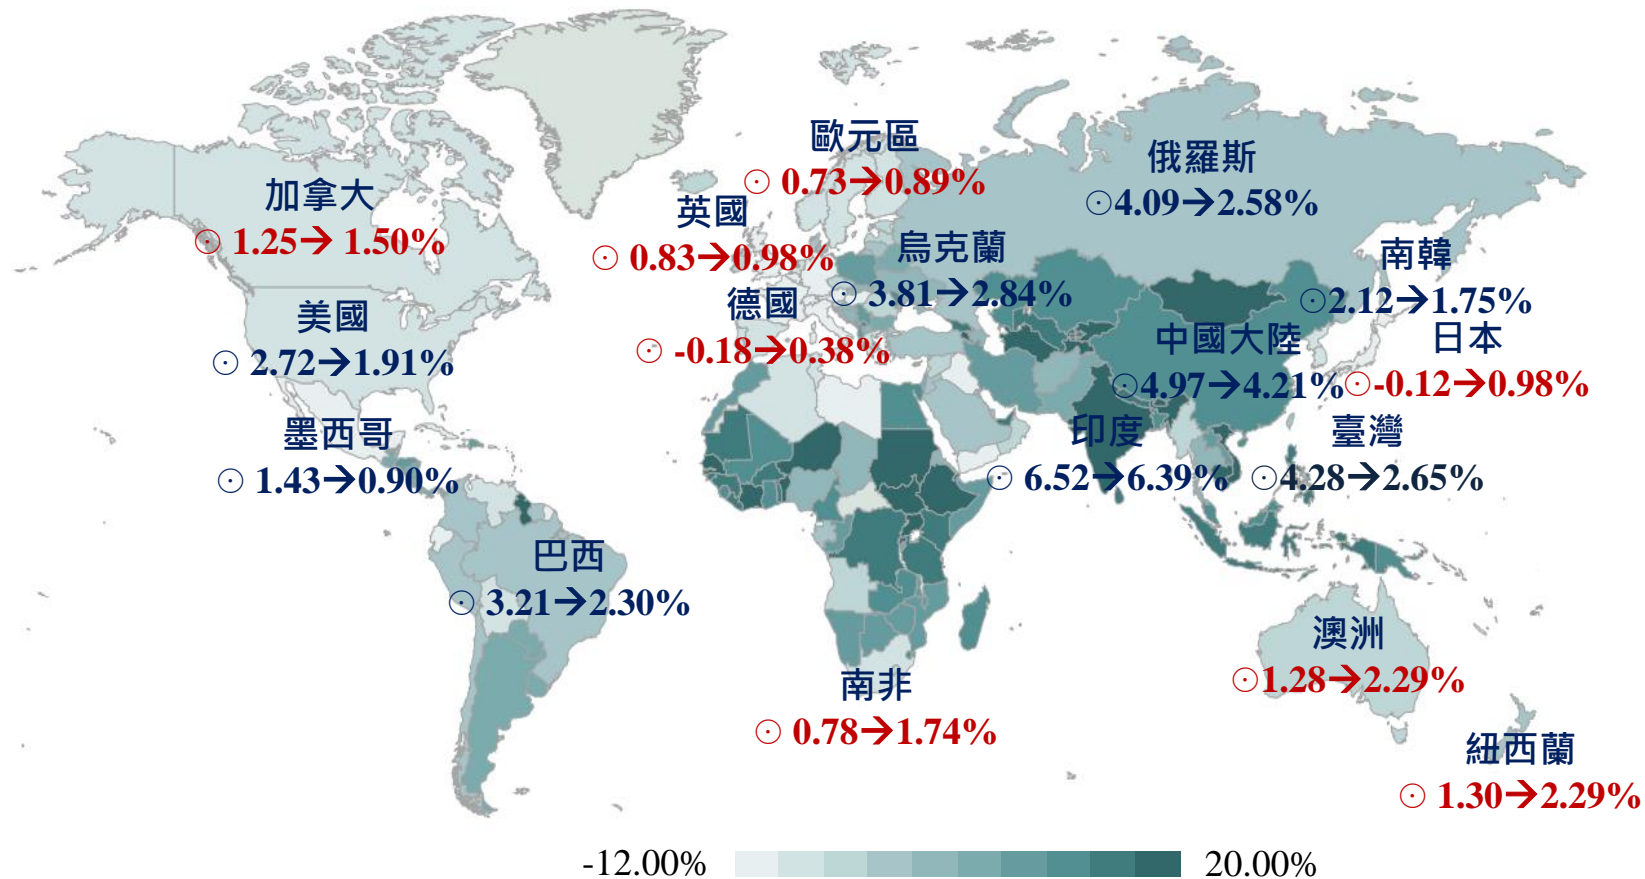 歐元區
⊙ 0.73→0.89%
俄羅斯
⊙4.09→2.58%
加拿大
⊙ 1.25→ 1.50%
英國
⊙ 0.83→0.98%
烏克蘭
⊙ 3.81→2.84%
南韓
⊙2.12→1.75%
德國
⊙ -0.18→0.38%
美國
⊙ 2.72→1.91%
中國大陸
⊙4.97→4.21%
日本
⊙-0.12→0.98%
墨西哥
⊙ 1.43→0.90%
印度
⊙ 6.52→6.39%
臺灣
⊙4.28→2.65%
巴西
⊙ 3.21→2.30%
南非
⊙ 0.78→1.74%
澳洲
⊙1.28→2.29%
紐西蘭
⊙ 1.30→2.29%
-12.00%
20.00%